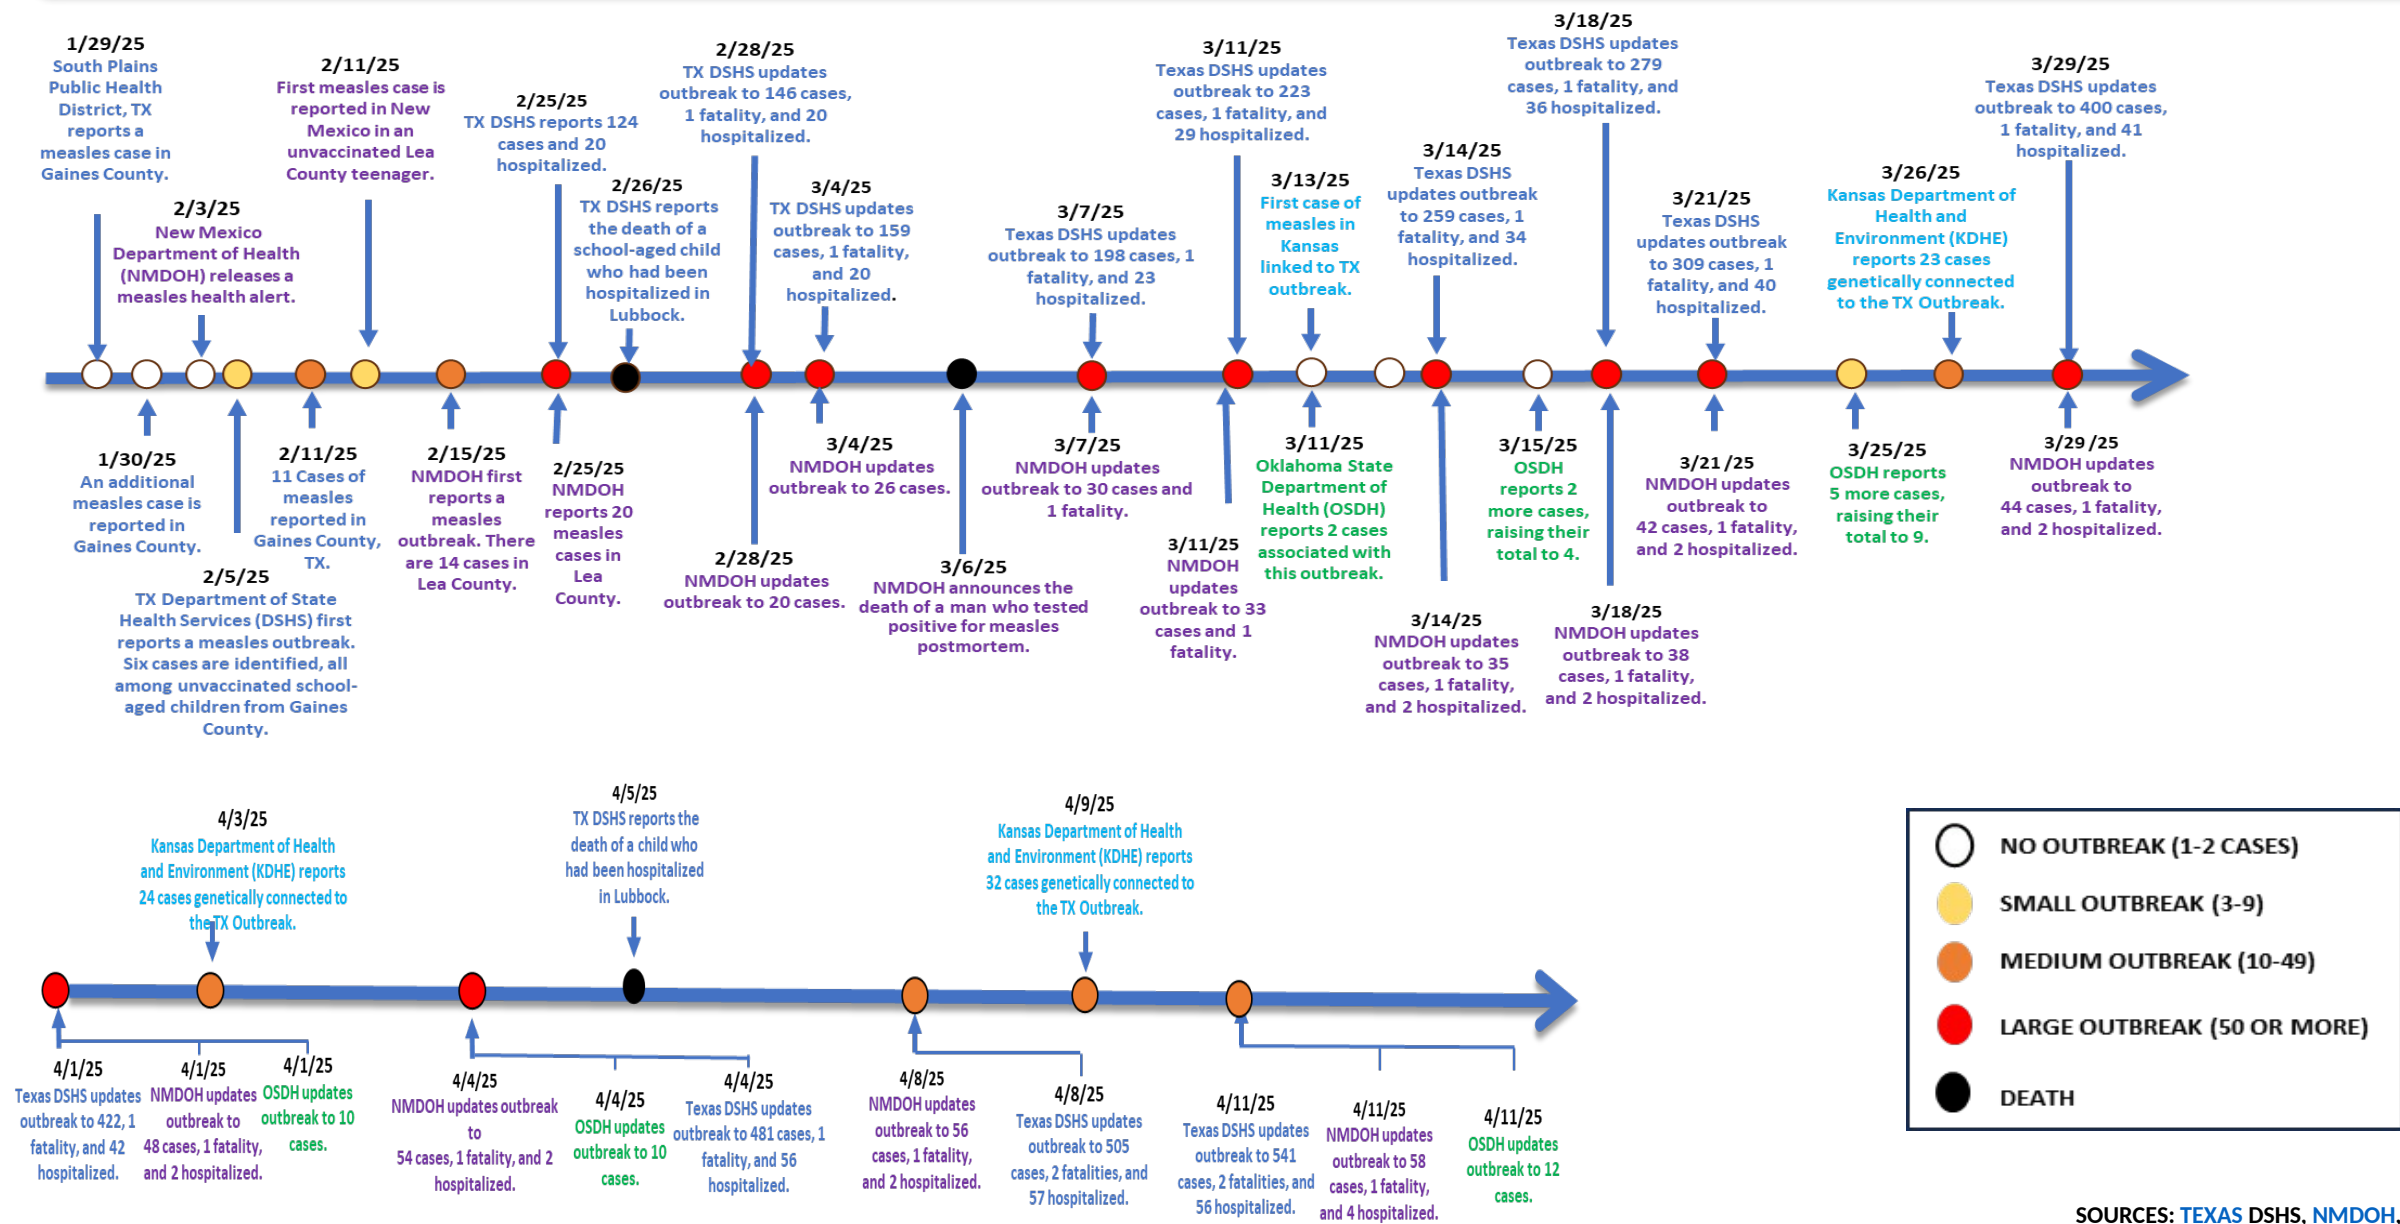 1/29/25
South Plains
Public Health
District, TX
reports a
measles case in
Gaines County.
2/3/25
New Mexico
Department of Health
(NMDOH) releases a
measles health alert.
2/11/25
First measles case is
reported in New
Mexico in an
unvaccinated Lea
County teenager.
2/25/25
TX DSHS reports 124
cases and 20
hospitalized.
2/26/25
TX DSHS reports
the death of a
school-aged child
who had been
hospitalized in
Lubbock.
2/28/25
TX DSHS updates
outbreak to 146 cases,
1 fatality, and 20
hospitalized.
3/4/25
TX DSHS updates
outbreak to 159
cases, 1 fatality,
and 20
hospitalized.
3/7/25
Texas DSHS updates
outbreak to 198 cases, 1
fatality, and 23
hospitalized.
3/11/25
Texas DSHS updates
outbreak to 223
cases, 1 fatality, and
29 hospitalized.
3/13/25
First case of
measles in
Kansas
linked to TX
outbreak.
3/14/25
Texas DSHS
updates outbreak
to 259 cases, 1
fatality, and 34
hospitalized.
3/18/25
Texas DSHS updates
outbreak to 279
cases, 1 fatality, and
36 hospitalized.
3/21/25
Texas DSHS
updates outbreak
to 309 cases, 1
fatality, and 40
hospitalized.
3/26/25
Kansas Department of
Health and
Environment (KDHE)
reports 23 cases
genetically connected
to the TX Outbreak.
3/29/25
Texas DSHS updates
outbreak to 400 cases,
1 fatality, and 41
hospitalized.
1/30/25
An additional
measles case is
reported in
Gaines County.
2/5/25
TX Department of State
Health Services (DSHS) first
reports a measles outbreak.
Six cases are identified, all
among unvaccinated school-
aged children from Gaines
County.
2/11/25
11 Cases of
measles
reported in
Gaines County,
TX.
2/15/25
NMDOH first
reports a
measles
outbreak. There
are 14 cases in
Lea County.
2/25/25
NMDOH
reports 20
measles
cases in
Lea
County.
2/28/25
NMDOH updates
outbreak to 20 cases.
3/4/25
NMDOH updates
outbreak to 26 cases.
3/6/25
NMDOH announces the
death of a man who tested
positive for measles
postmortem.
3/7/25
NMDOH updates
outbreak to 30 cases and
1 fatality.
3/11/25
NMDOH
updates
outbreak to 33
cases and 1
fatality.
3/11/25
Oklahoma State
Department of
Health (OSDH)
reports 2 cases
associated with
this outbreak.
3/14/25
NMDOH updates
outbreak to 35
cases, 1 fatality,
and 2 hospitalized.
3/15/25
OSDH
reports 2
more cases,
raising their
total to 4.
3/18/25
NMDOH updates
outbreak to 38
cases, 1 fatality,
and 2 hospitalized.
3/21/25
NMDOH updates
outbreak to
42 cases, 1 fatality,
and 2 hospitalized.
3/25/25
OSDH reports
5 more cases,
raising their
total to 9.
3/29/25
NMDOH updates
outbreak to
44 cases, 1 fatality,
and 2 hospitalized.
4/3/25
Kansas Department of Health
and Environment (KDHE) reports
24 cases genetically connected to
the TX Outbreak.
4/5/25
TX DSHS reports the
death of a child who
had been hospitalized
in Lubbock.
4/9/25
Kansas Department of Health
and Environment (KDHE) reports
32 cases genetically connected to
the TX Outbreak.
4/1/25
Texas DSHS updates
outbreak to 422, 1
fatality, and 42
hospitalized.
4/1/25
NMDOH updates
outbreak to
48 cases, 1 fatality,
and 2 hospitalized.
4/1/25
OSDH updates
outbreak to 10
cases.
4/4/25
NMDOH updates outbreak
to
54 cases, 1 fatality, and 2
hospitalized.
4/4/25
OSDH updates
outbreak to 10
cases.
4/4/25
Texas DSHS updates
outbreak to 481 cases, 1
fatality, and 56
hospitalized.
4/8/25
NMDOH updates
outbreak to 56
cases, 1 fatality,
and 2 hospitalized.
4/8/25
Texas DSHS updates
outbreak to 505
cases, 2 fatalities, and
57 hospitalized.
4/11/25
Texas DSHS updates
outbreak to 541
cases, 2 fatalities, and
56 hospitalized.
4/11/25
NMDOH updates
outbreak to 58
cases, 1 fatality,
and 4 hospitalized.
4/11/25
OSDH updates
outbreak to 12
cases.
NO OUTBREAK (1-2 CASES)
SMALL OUTBREAK (3-9)
MEDIUM OUTBREAK (10-49)
LARGE OUTBREAK (50 OR MORE)
DEATH
SOURCES: TEXAS DSHS, NMDOH,